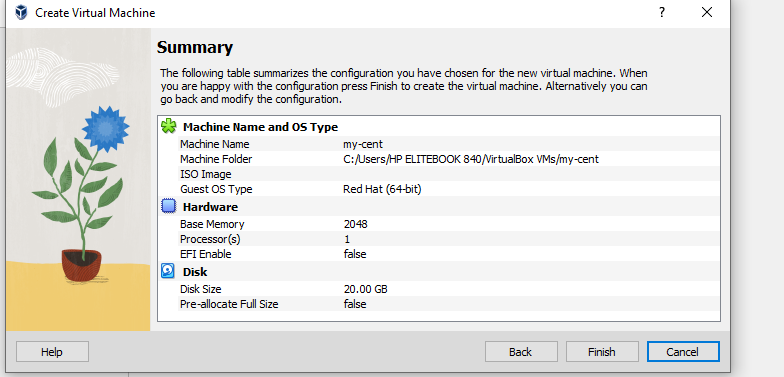 Create Virtual Machine
?
Summary
The following table summarizes the configuration you have chosen for the new virtual machine. When
you are happy with the configuration press Finish to create the virtual machine. Alternatively you can
go back and modify the configuration.
Machine Name and OS Type
Machine Name my-cent
Machine Folder C:/Users/HP ELITEBOOK 840/VirtualBox VMs/my-cent
ISO Image
Guest OS Type Red Hat (64-bit)
Hardware
Base Memory 2048
Processor(s) 1
EFI Enable false
Disk
Disk Size 20.00 GB
Pre-allocate Full Size false
Help Back Finish Cancel